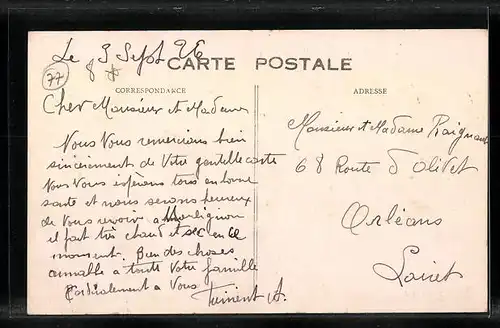 Le 3 Sept 26
77
CARTE POSTALE
CORRESPONDANCE
ADRESSE
Cher Monsieur et Madame
Nous Vous remercions bien
sincèrement de Votre gentille carte
Nous Vous espérons tous en bonne
santé et nous serons heureux
de Vous revoir a
il fait très chaud et sec en ce
moment. Bien des choses
aimable a toute Votre famille
Cordialement a Vous
Monsieur et Madame Raignau
68 Route d'Olivet
Orléans
Loiret